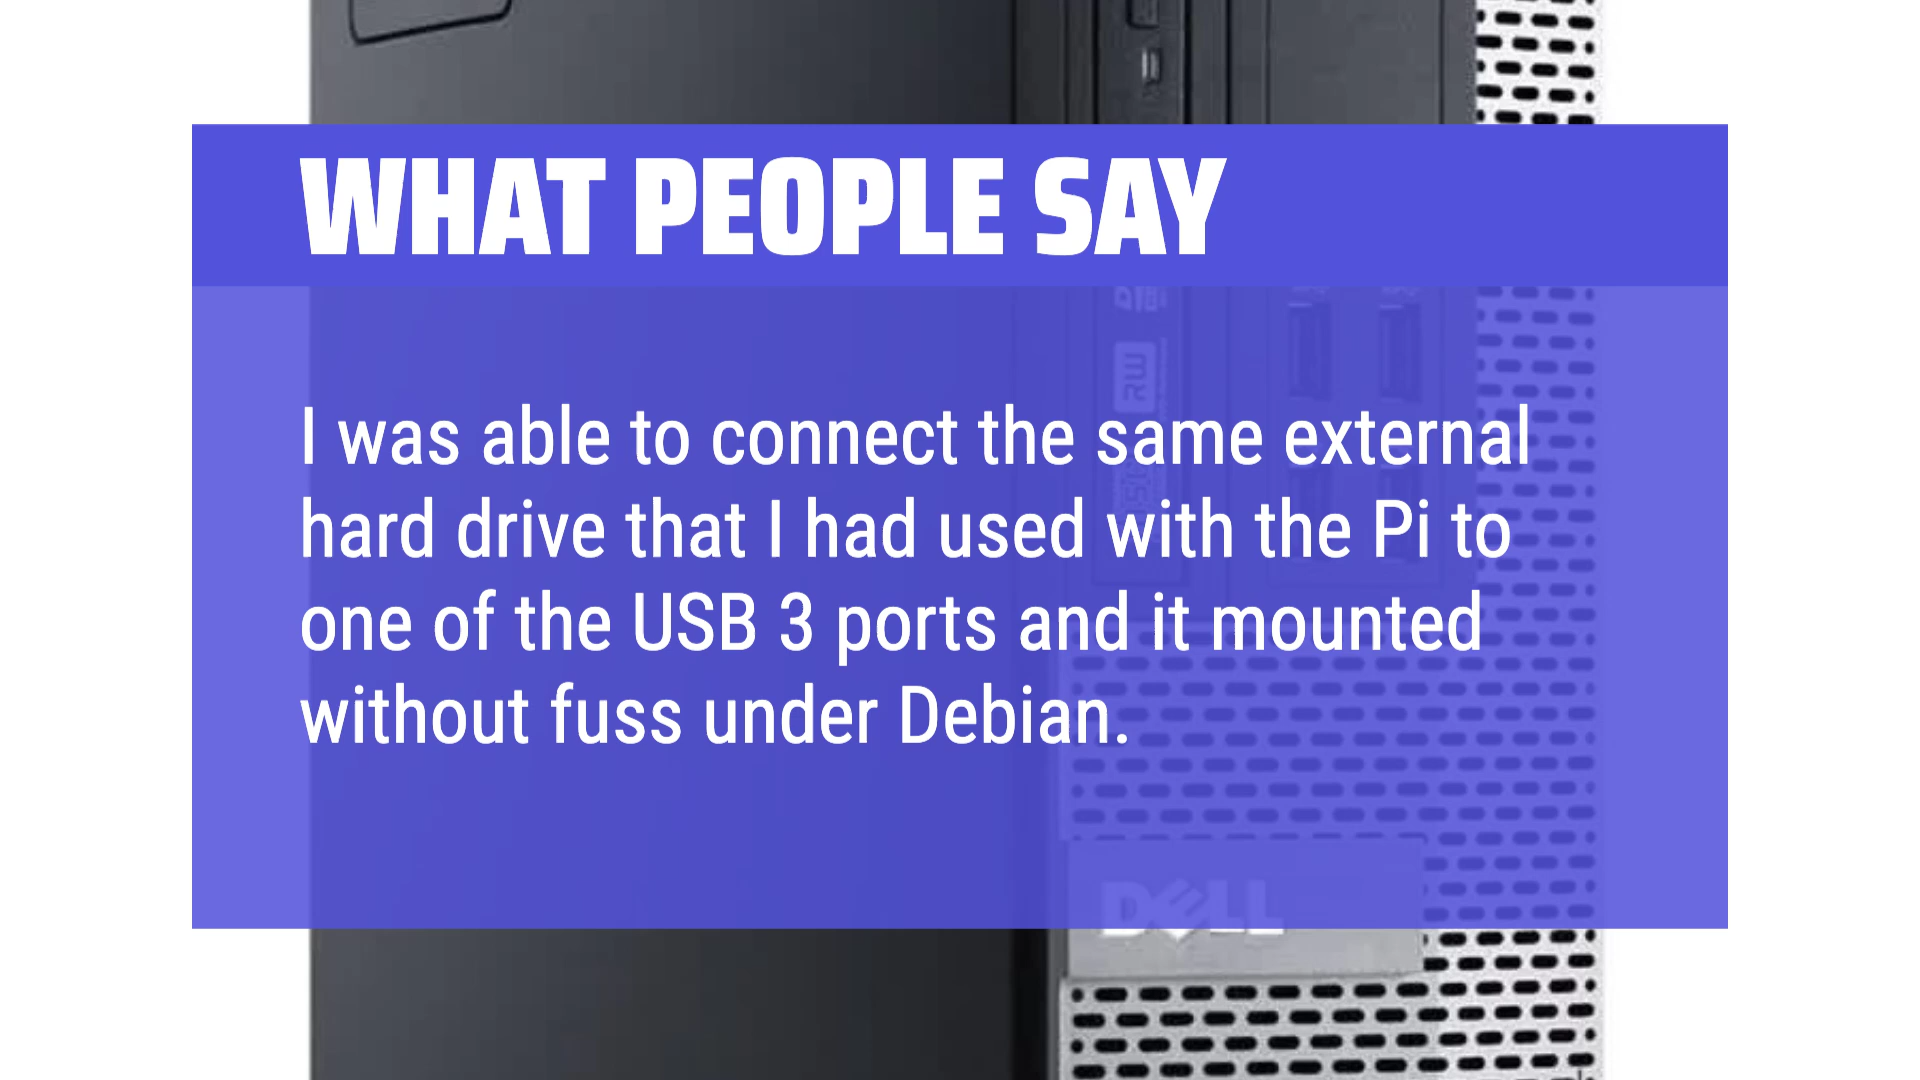 WHAT PEOPLE SAY
RW
I was able to connect the same external
hard drive that I had used with the Pi to
one of the USB 3 ports and it mounted
without fuss under Debian.
DELL